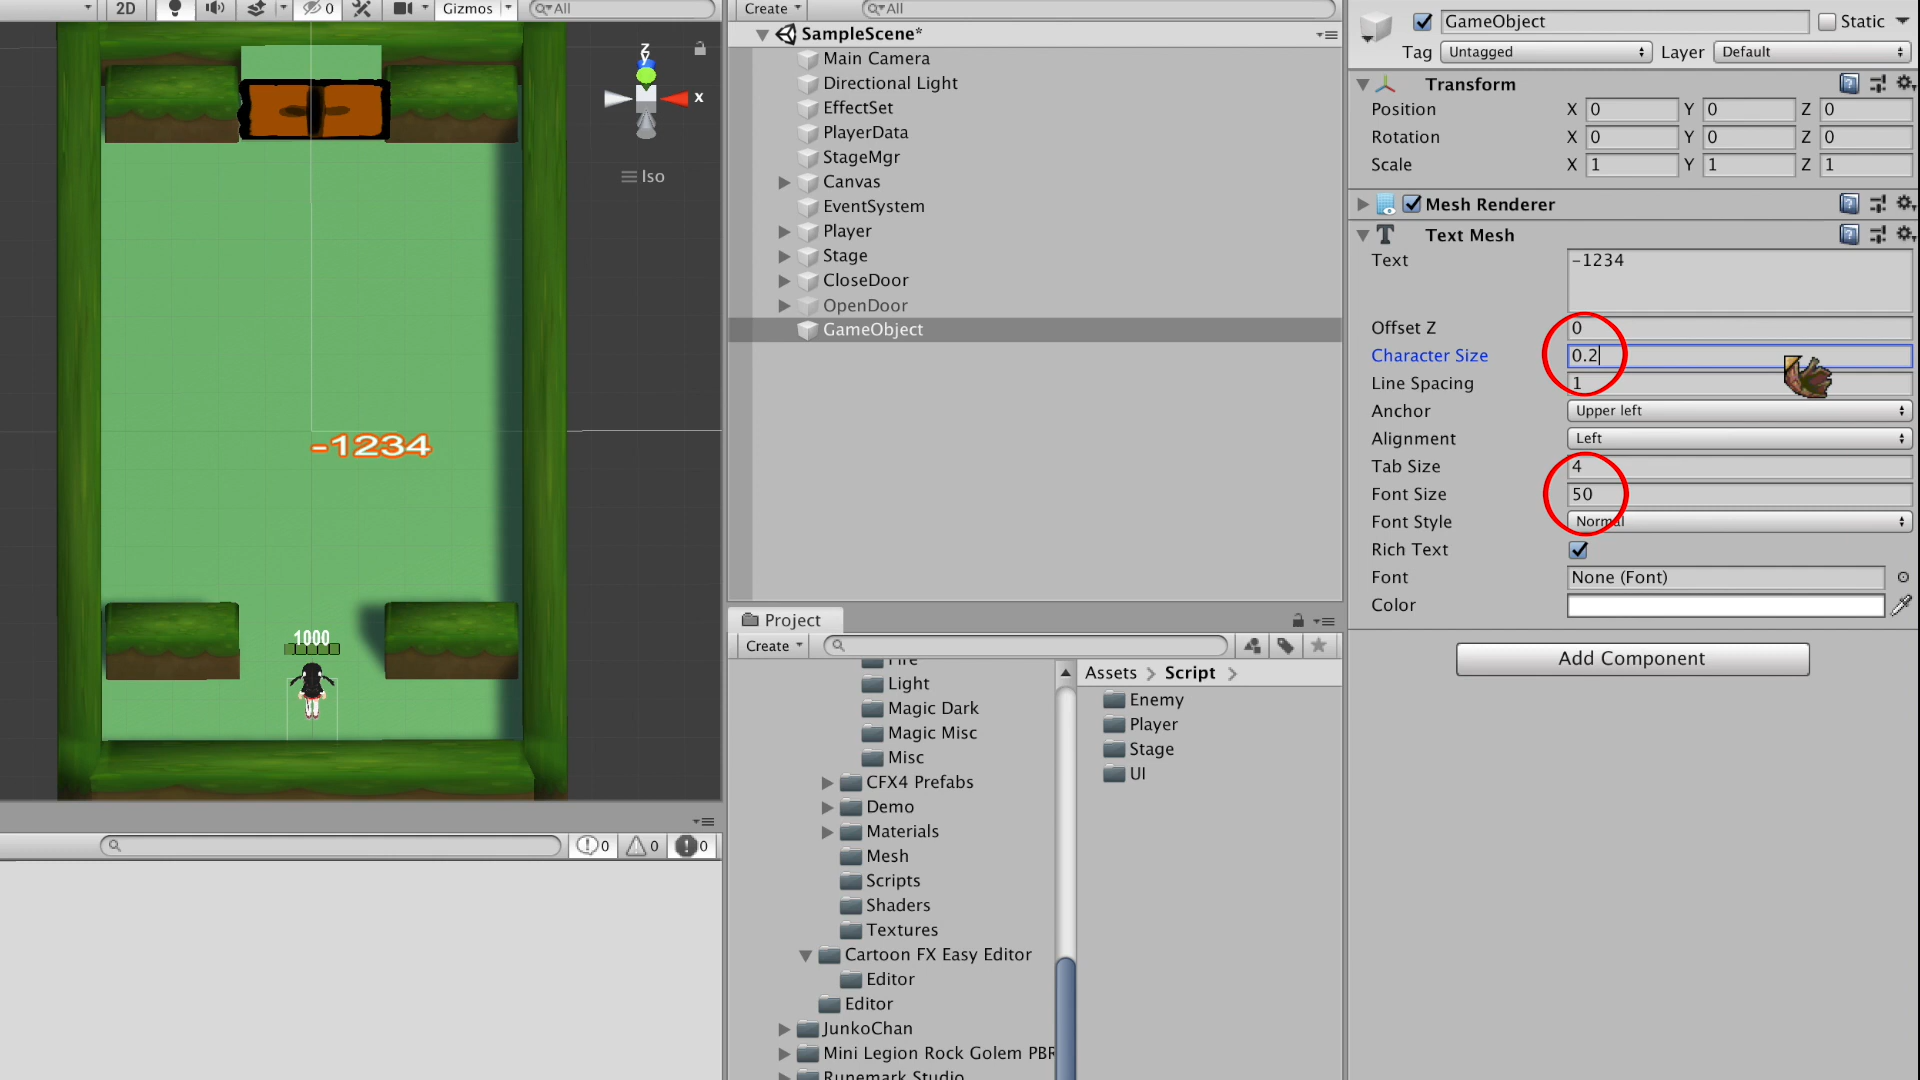 2D
0
Gizmos
All
Z
y
x
Iso
-1234
1000
0
0
0
Create
All
SampleScene*
Main Camera
Directional Light
EffectSet
PlayerData
StageMgr
Canvas
EventSystem
Player
Stage
CloseDoor
OpenDoor
GameObject
Project
Create
Fire
Light
Magic Dark
Magic Misc
Misc
CFX4 Prefabs
Demo
Materials
Mesh
Scripts
Shaders
Textures
Cartoon FX Easy Editor
Editor
Editor
JunkoChan
Mini Legion Rock Golem PBR
Runemark Studio
Assets > Script >
Enemy
Player
Stage
UI
GameObject Static
Tag Untagged Layer Default
Transform
Position X 0 Y 0 Z 0
Rotation X 0 Y 0 Z 0
Scale X 1 Y 1 Z 1
Mesh Renderer
Text Mesh
Text -1234
Offset Z 0
Character Size 0.2
Line Spacing 1
Anchor Upper left
Alignment Left
Tab Size 4
Font Size 50
Font Style Normal
Rich Text
Font None (Font)
Color
Add Component